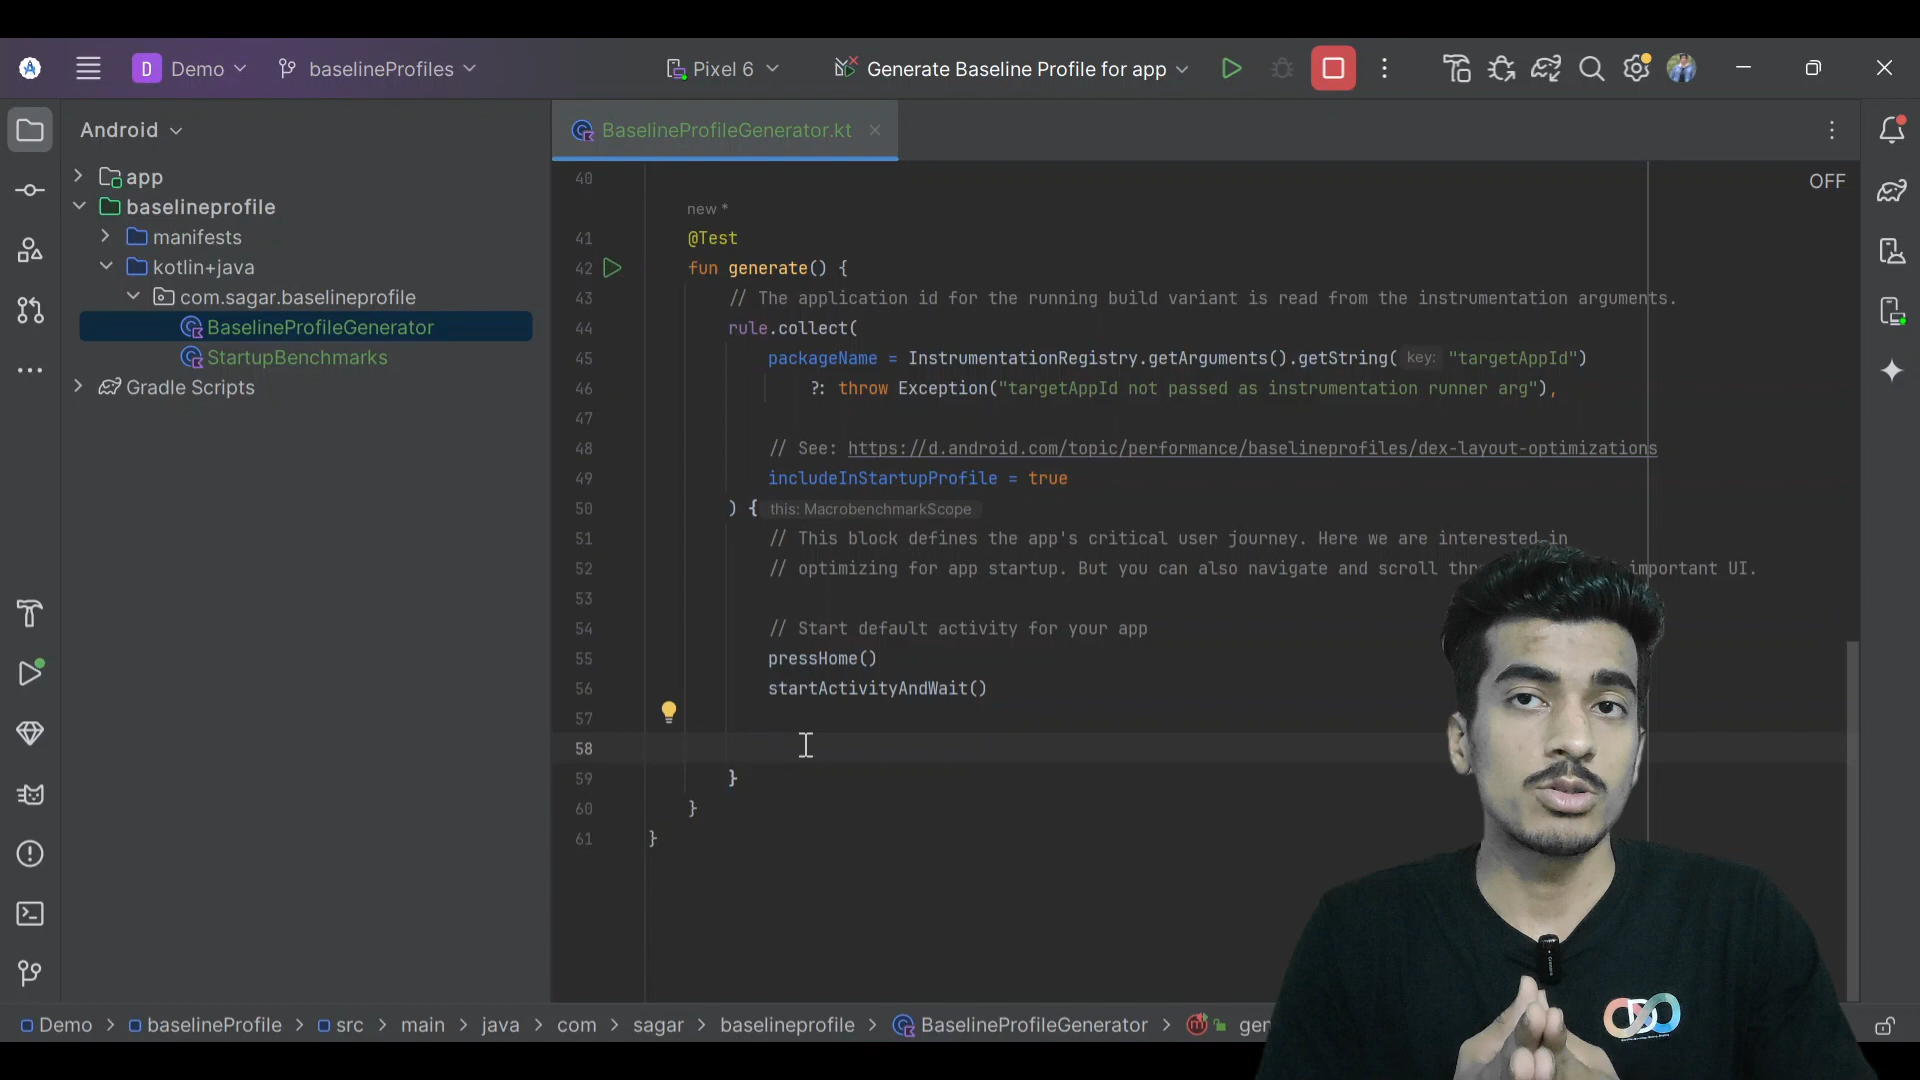 D Demo baselineProfiles Pixel 6 Generate Baseline Profile for app
Android
app
baselineprofile
manifests
kotlin+java
com.sagar.baselineprofile
BaselineProfileGenerator
StartupBenchmarks
Gradle Scripts
BaselineProfileGenerator.kt
OFF
40
new *
41 @Test
42 fun generate() {
43 // The application id for the running build variant is read from the instrumentation arguments.
44 rule.collect(
45 packageName = InstrumentationRegistry.getArguments().getString( key: "targetAppId")
46 ?: throw Exception("targetAppId not passed as instrumentation runner arg"),
47
48 // See: https://d.android.com/topic/performance/baselineprofiles/dex-layout-optimizations
49 includeInStartupProfile = true
50 ) { this: MacrobenchmarkScope
51 // This block defines the app's critical user journey. Here we are interested in
52 // optimizing for app startup. But you can also navigate and scroll important UI.
53
54 // Start default activity for your app
55 pressHome()
56 startActivityAndWait()
57
58
59 }
60 }
61 }
Demo > baselineProfile > src > main > java > com > sagar > baselineprofile > BaselineProfileGenerator > m